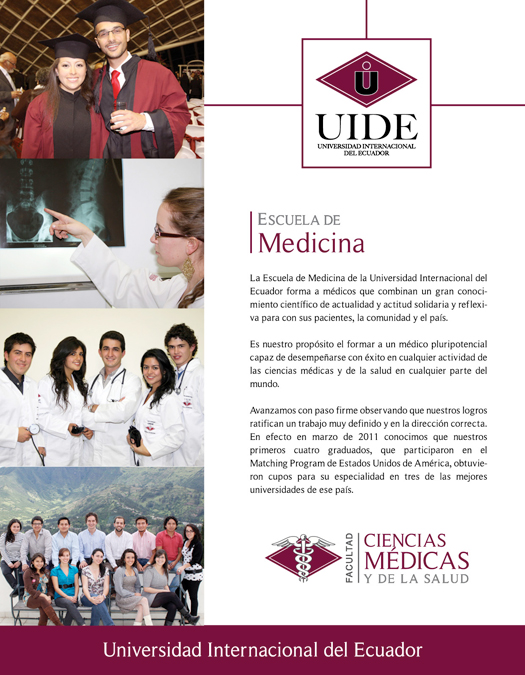 UIDE
UNIVERSIDAD INTERNACIONAL
DEL ECUADOR
ESCUELA DE
Medicina
La Escuela de Medicina de la Universidad Internacional del
Ecuador forma a médicos que combinan un gran conoci-
miento científico de actualidad y actitud solidaria y reflexi-
va para con sus pacientes, la comunidad y el país.
Es nuestro propósito el formar a un médico pluripotencial
capaz de desempeñarse con éxito en cualquier actividad de
las ciencias médicas y de la salud en cualquier parte del
mundo.
Avanzamos con paso firme observando que nuestros logros
ratifican un trabajo muy definido y en la dirección correcta.
En efecto en marzo de 2011 conocimos que nuestros
primeros cuatro graduados, que participaron en el
Matching Program de Estados Unidos de América, obtuvie-
ron cupos para su especialidad en tres de las mejores
universidades de ese país.
FACULTAD
CIENCIAS
MÉDICAS
Y DE LA SALUD
Universidad Internacional del Ecuador